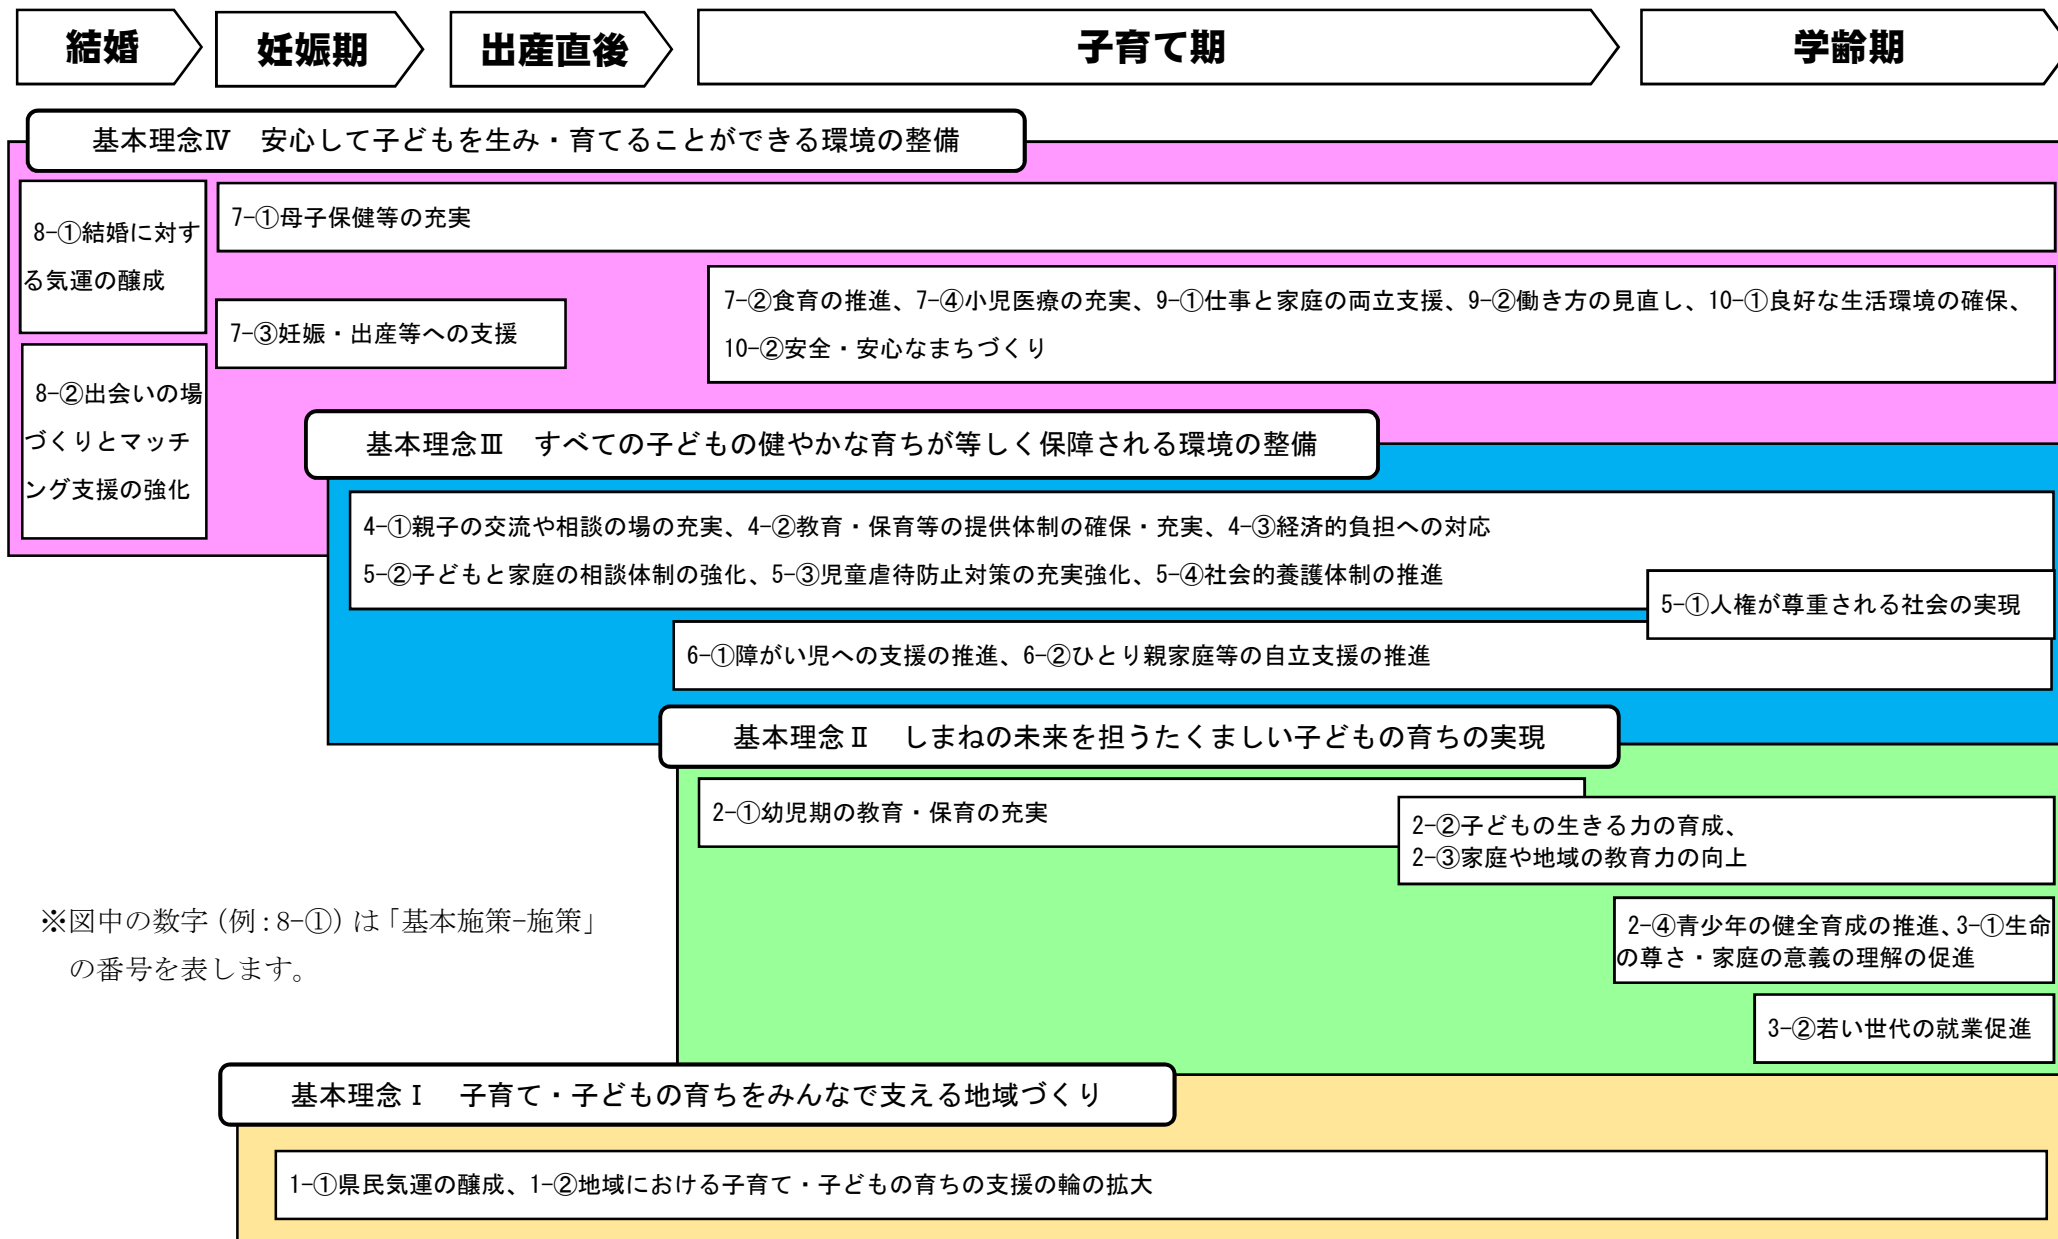 結婚
妊娠期
出産直後
子育て期
学齢期
基本理念Ⅳ　安心して子どもを生み・育てることができる環境の整備
8-①結婚に対す
る気運の醸成
7-①母子保健等の充実
7-②食育の推進、7-④小児医療の充実、9-①仕事と家庭の両立支援、9-②働き方の見直し、10-①良好な生活環境の確保、
10-②安全・安心なまちづくり
7-③妊娠・出産等への支援
8-②出会いの場
づくりとマッチ
ング支援の強化
基本理念Ⅲ　すべての子どもの健やかな育ちが等しく保障される環境の整備
4-①親子の交流や相談の場の充実、4-②教育・保育等の提供体制の確保・充実、4-③経済的負担への対応
5-②子どもと家庭の相談体制の強化、5-③児童虐待防止対策の充実強化、5-④社会的養護体制の推進
5-①人権が尊重される社会の実現
6-①障がい児への支援の推進、6-②ひとり親家庭等の自立支援の推進
基本理念Ⅱ　しまねの未来を担うたくましい子どもの育ちの実現
2-①幼児期の教育・保育の充実
2-②子どもの生きる力の育成、
2-③家庭や地域の教育力の向上
2-④青少年の健全育成の推進、3-①生命
の尊さ・家庭の意義の理解の促進
3-②若い世代の就業促進
※図中の数字（例：8-①）は「基本施策-施策」
の番号を表します。
基本理念Ⅰ　子育て・子どもの育ちをみんなで支える地域づくり
1-①県民気運の醸成、1-②地域における子育て・子どもの育ちの支援の輪の拡大